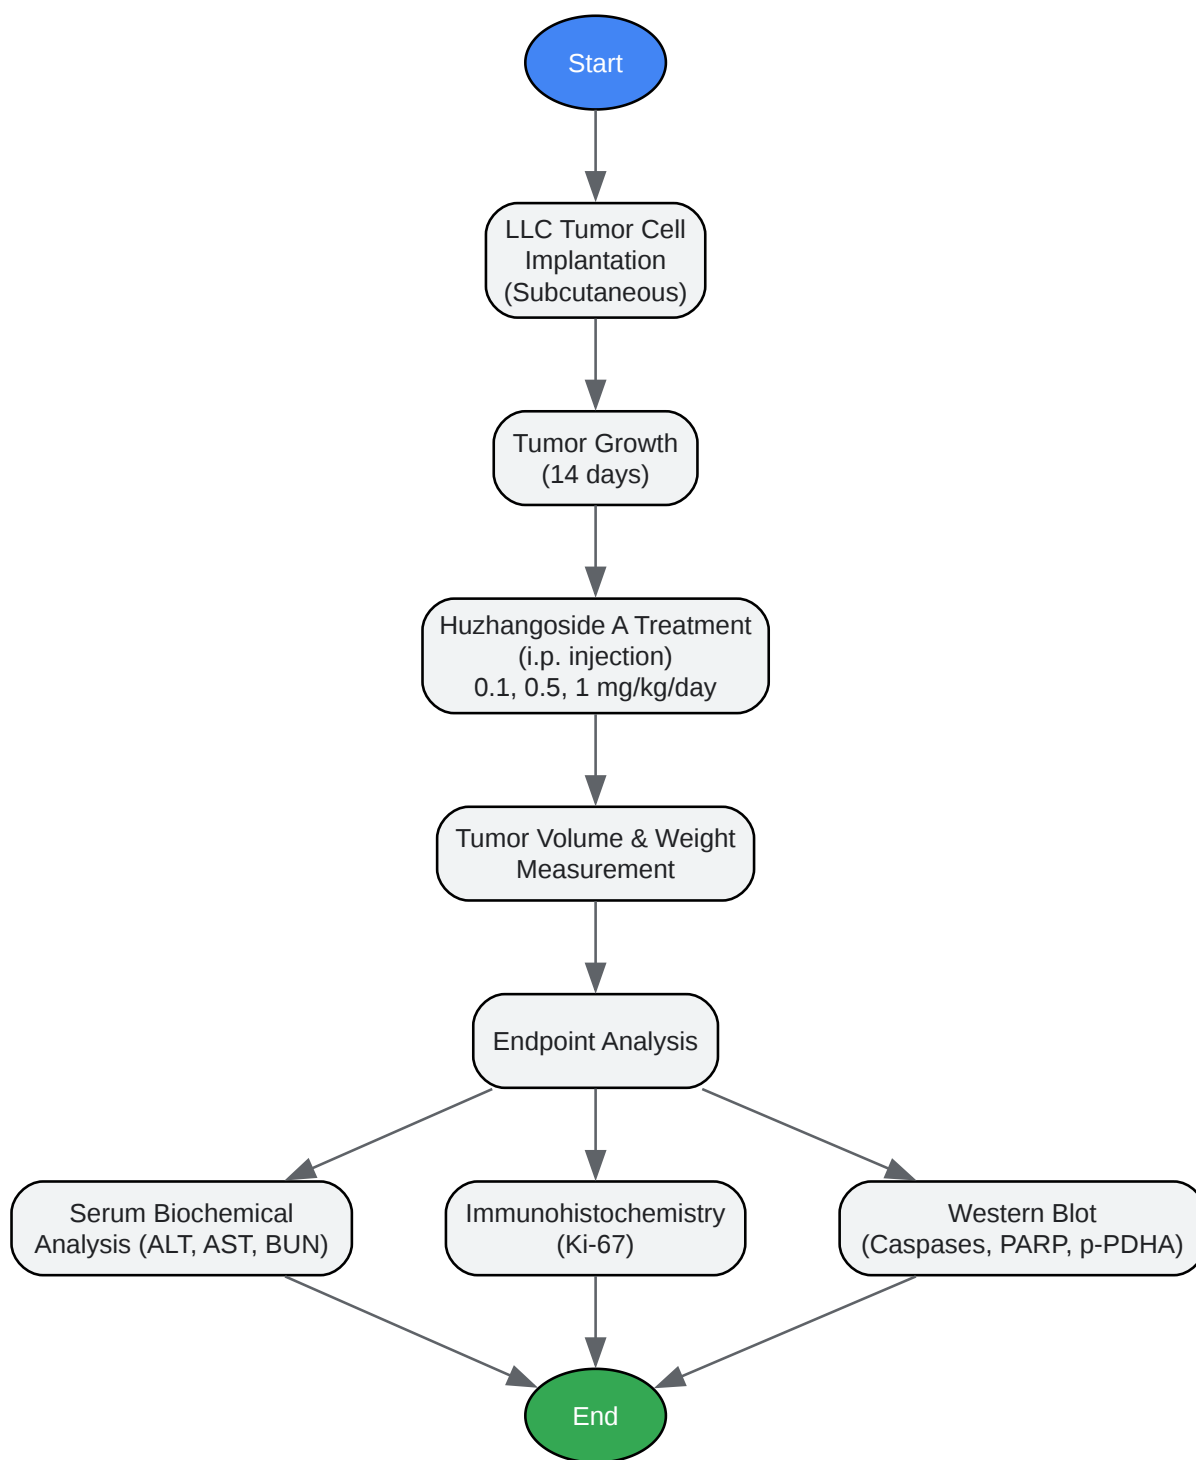 Start
LLC Tumor Cell
Implantation
(Subcutaneous)
Tumor Growth
(14 days)
Huzhangoside A Treatment
(i.p. injection)
0.1, 0.5, 1 mg/kg/day
Tumor Volume & Weight
Measurement
Endpoint Analysis
Serum Biochemical
Analysis (ALT, AST, BUN)
Immunohistochemistry
(Ki-67)
Western Blot
(Caspases, PARP, p-PDHA)
End